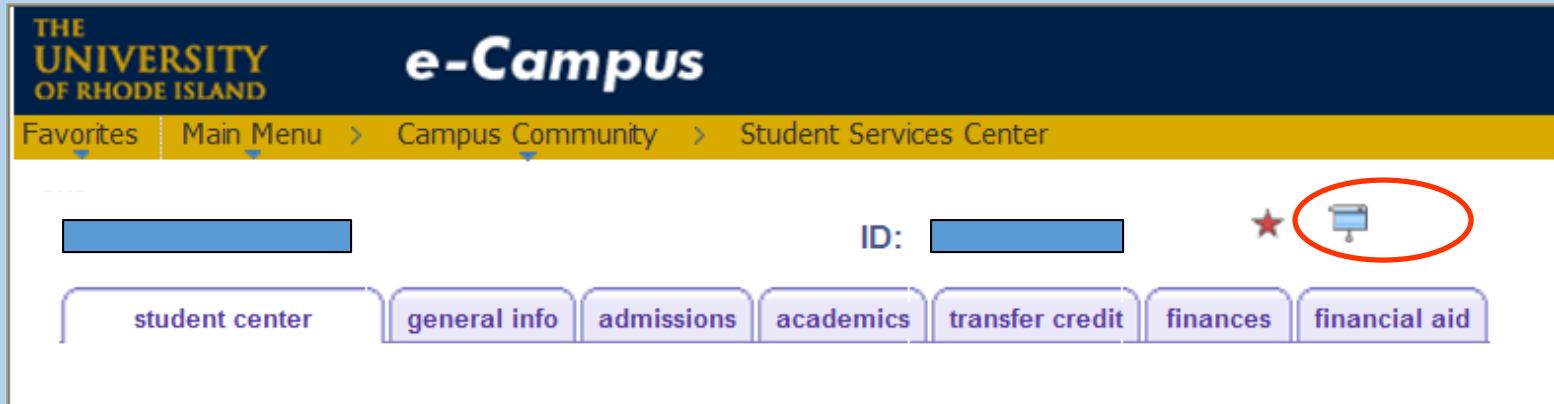 THE
UNIVERSITY
OF RHODE ISLAND
e-Campus
Favorites Main Menu > Campus Community > Student Services Center
ID:
student center general info admissions academics transfer credit finances financial aid